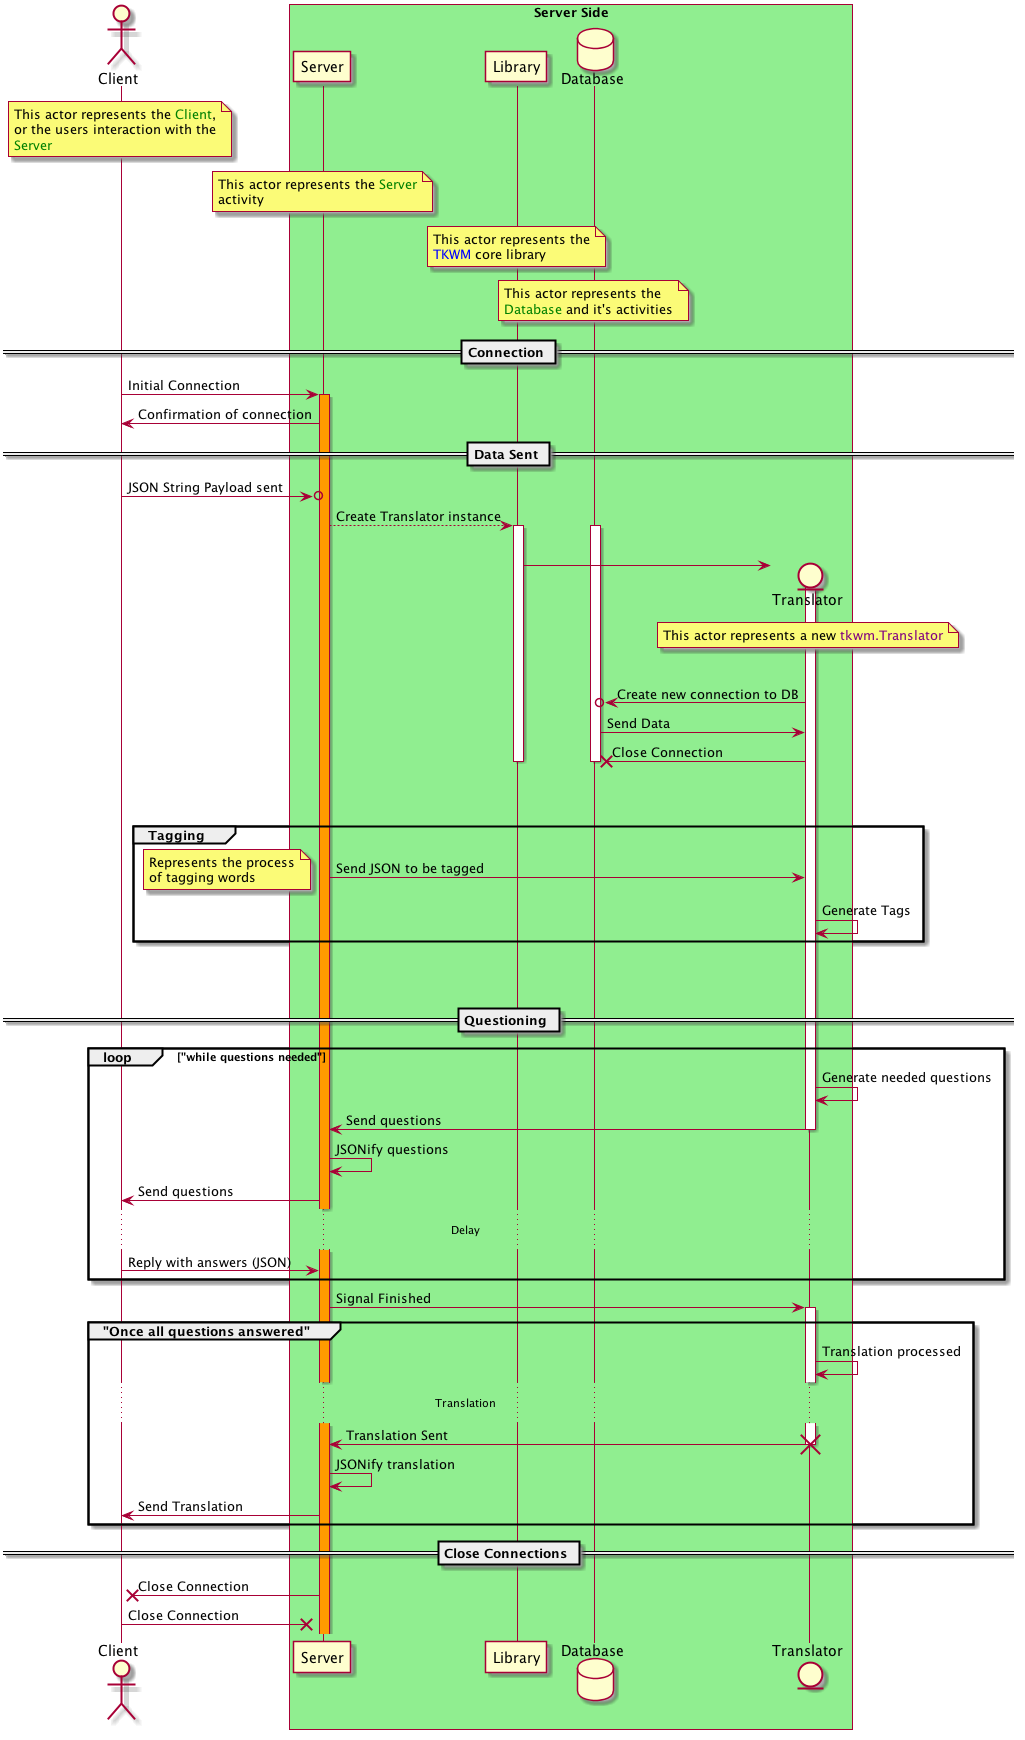 Server Side
Client
Server
Library
Database
This actor represents the Client,
or the users interaction with the
Server
This actor represents the Server
activity
This actor represents the
TKWM core library
This actor represents the
Database and it's activities
Connection
Initial Connection
Confirmation of connection
Data Sent
JSON String Payload sent
Create Translator instance
Translator
This actor represents a new tkwm.Translator
Create new connection to DB
Send Data
Close Connection
Tagging
Represents the process
of tagging words
Send JSON to be tagged
Generate Tags
Questioning
loop
["while questions needed"]
Generate needed questions
Send questions
JSONify questions
Send questions
Delay
Reply with answers (JSON)
Signal Finished
"Once all questions answered"
Translation processed
Translation
Translation Sent
JSONify translation
Send Translation
Close Connections
Close Connection
Close Connection
Client
Server
Library
Database
Translator